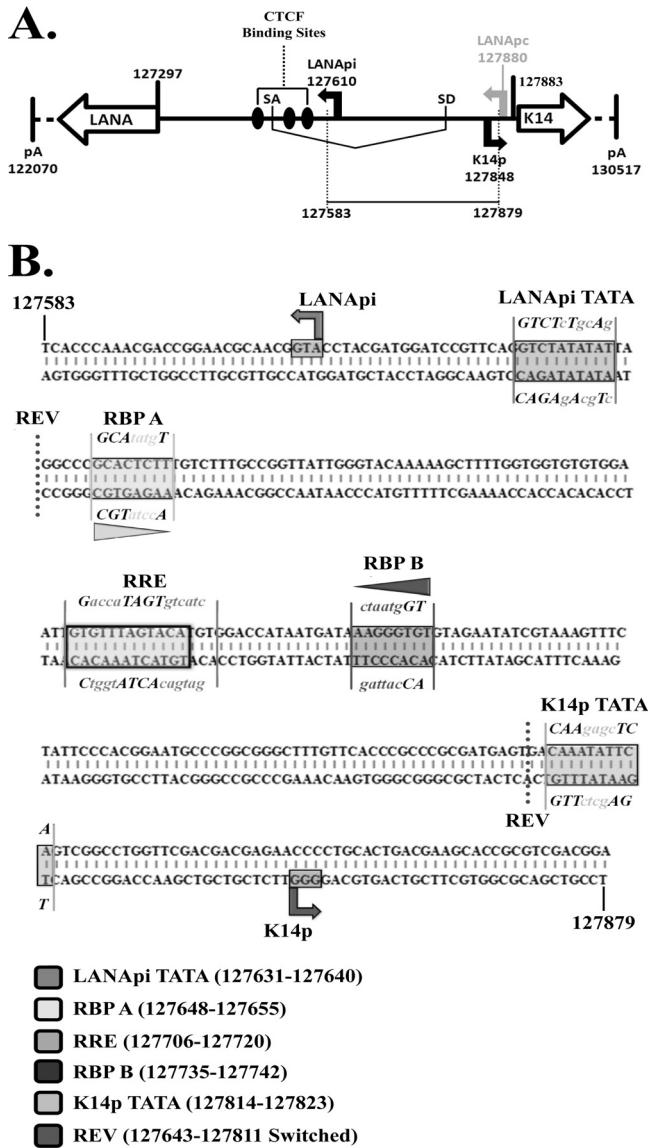 A.
CTCF
Binding Sites
LANApi
127610
LANApc
127880
127297
127883
SA
SD
LANA
K14
pA
122070
K14p
127848
pA
130517
127583
127879
B.
127583
LANApi
LANApi TATA
GTCTcTgcAg
TCACCCAAACGACCGGAACGCAACGGTACCTACGATGGATCCGTTCAGGTCTATATATTA
AGTGGGTTTGCTGGCCTTGCGTTGCCATGGATGCTACCTAGGCAAGTCCAGATATATAAT
CAGAgAcgTc
REV
RBP A
GCAtatgT
GGCCCGCACTCTTTGTCTTTGCCGGTTATTGGGTACAAAAAGCTTTTGGTGGTGTGTGGA
CCGGGCGTGAGAAACAGAAACGGCCAATAACCCATGTTTTTCGAAAACCACCACACACCT
CGTatccA
RRE
RBP B
GaccaTAGTgtcatc
ctaatgGT
ATTGTGTTTAGTACATGTGGACCATAATGATAAAGGGTGTGTAGAATATCGTAAAGTTTC
TAACACAAATCATGTACACCTGGTATTACTATTTCCCACACATCTTATAGCATTTCAAAG
CtggtATCAcagtag
gattacCA
K14p TATA
CAAgagcTC
TATTCCCACGGAATGCCCGGCGGGCTTTGTTCACCCGCCCGCGATGAGTGACAAATATTC
ATAAGGGTGCCTTACGGGCCGCCCGAAACAAGTGGGCGGGCGCTACTCACTGTTTATAAG
REV
GTTctcgAG
A
AGTCGGCCTGGTTCGACGACGAGAACCCCTGCACTGACGAAGCACCGCGTCGACGGA
TCAGCCGGACCAAGCTGCTGCTCTTGGGGACGTGACTGCTTCGTGGCGCAGCTGCCT
T
K14p
127879
LANApi TATA (127631-127640)
RBP A (127648-127655)
RRE (127706-127720)
RBP B (127735-127742)
K14p TATA (127814-127823)
REV (127643-127811 Switched)